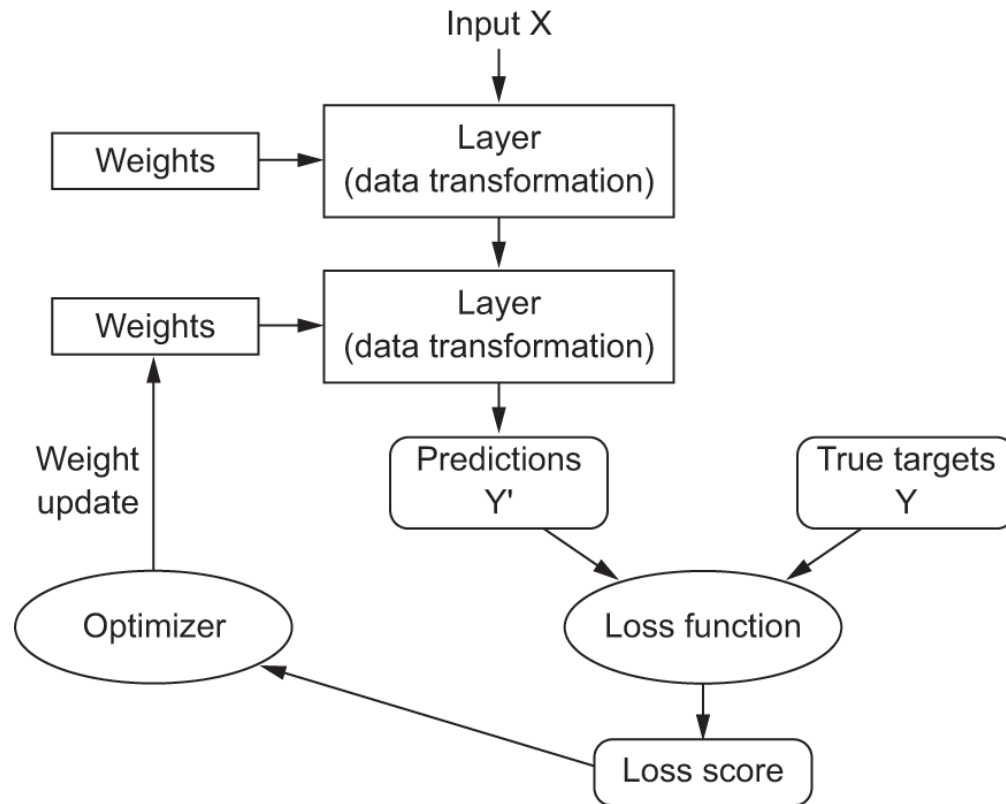 Input X
Layer
(data transformation)
Weights
Layer
(data transformation)
Weights
Weight
update
Predictions
Y'
True targets
Y
Optimizer
Loss function
Loss score